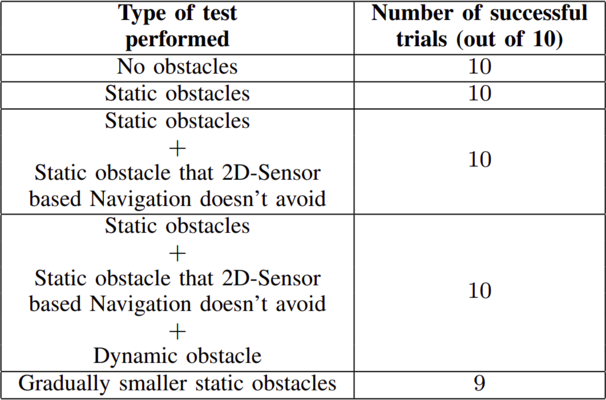 Type of test performed
Number of successful trials (out of 10)
No obstacles
10
Static obstacles
10
Static obstacles
+
Static obstacle that 2D-Sensor
based Navigation doesn't avoid
10
Static obstacles
+
Static obstacle that 2D-Sensor
based Navigation doesn't avoid
+
Dynamic obstacle
10
Gradually smaller static obstacles
9